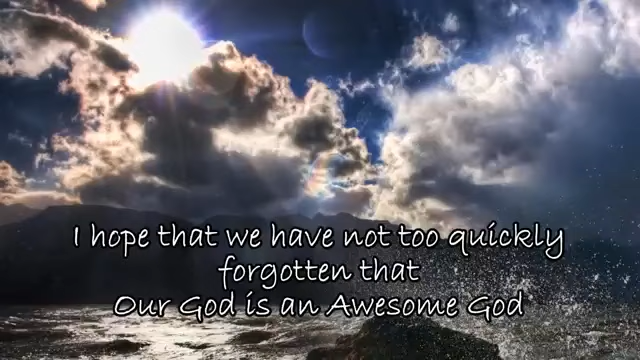 I hope that we have not too quickly
forgotten that
Our God is an Awesome God